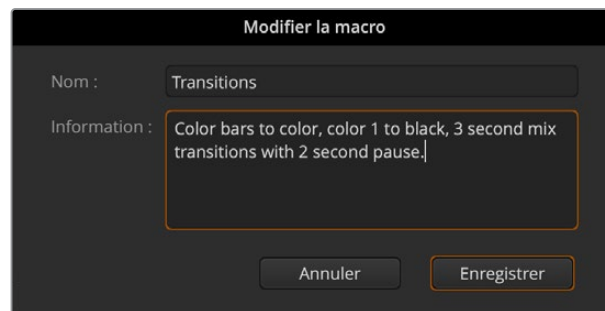 Modifier la macro
Nom : Transitions
Information : Color bars to color, color 1 to black, 3 second mix
transitions with 2 second pause.
Annuler Enregistrer